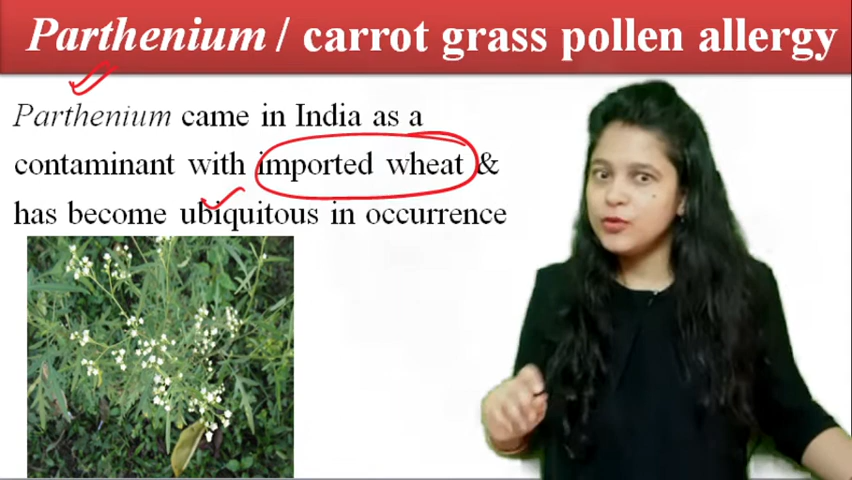 Parthenium / carrot grass pollen allergy
Parthenium came in India as a
contaminant with imported wheat &
has become ubiquitous in occurrence